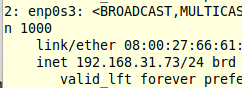 2: enp0s3: <BROADCAST,MULTICAS
n 1000
link/ether 08:00:27:66:61:
inet 192.168.31.73/24 brd
valid_lft forever prefe